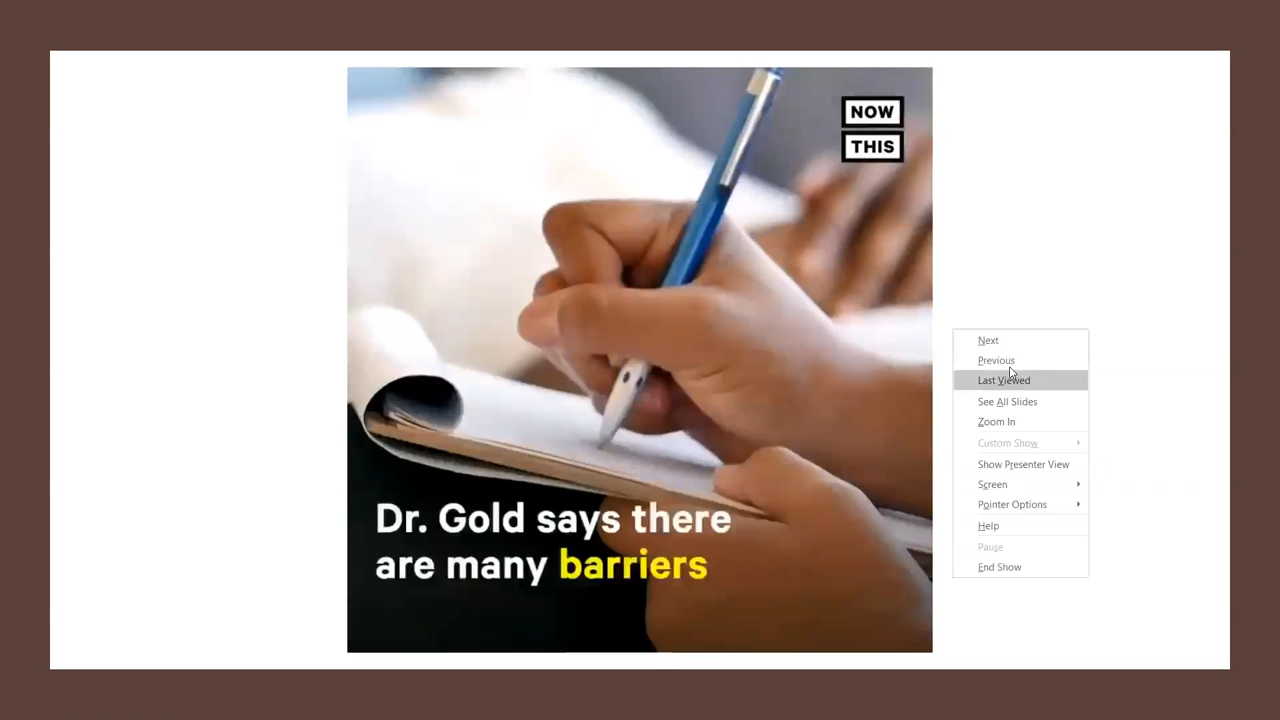 NOW
THIS
Dr. Gold says there
are many barriers
Next
Previous
Last Viewed
See All Slides
Zoom In
Custom Show
Show Presenter View
Screen
Pointer Options
Help
Pause
End Show